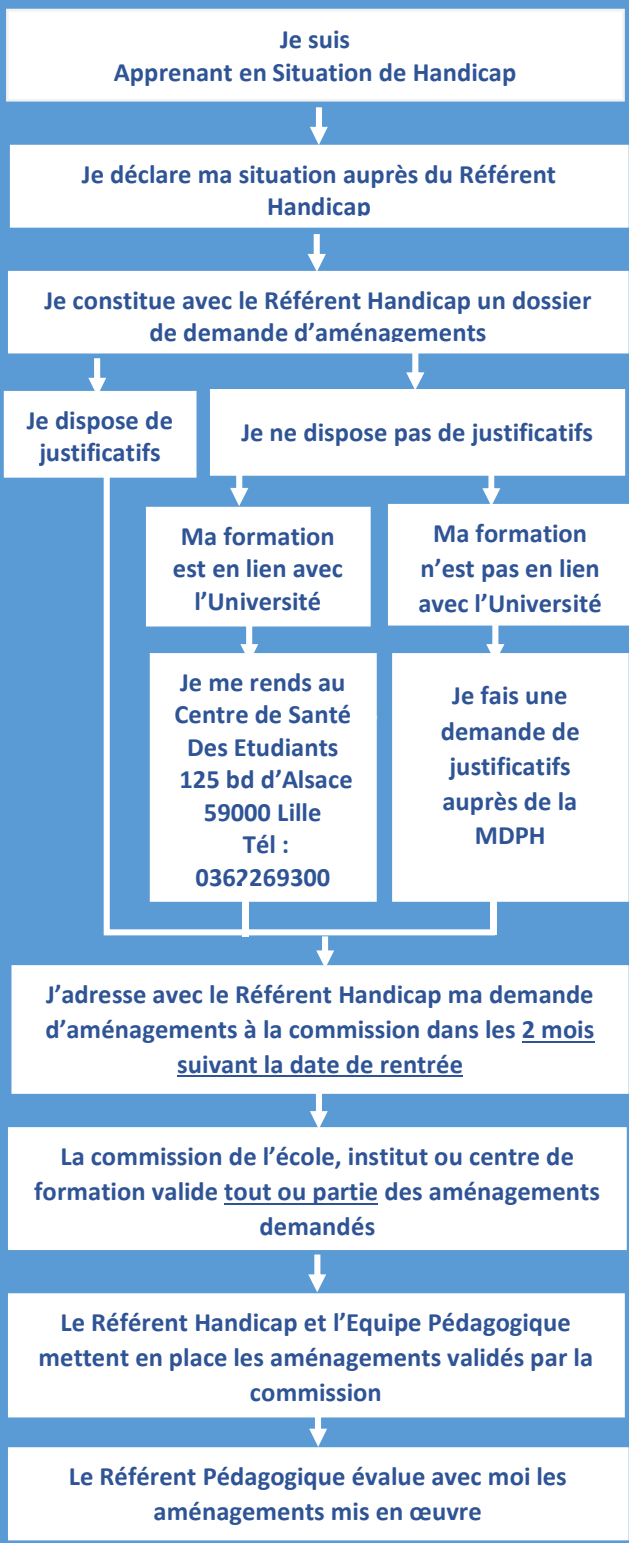 Je suis
Apprenant en Situation de Handicap
Je déclare ma situation auprès du Référent
Handicap
Je constitue avec le Référent Handicap un dossier
de demande d'aménagements
Je dispose de
justificatifs
Je ne dispose pas de justificatifs
Ma formation
est en lien avec
l'Université
Ma formation
n'est pas en lien
avec l'Université
Je me rends au
Centre de Santé
Des Etudiants
125 bd d'Alsace
59000 Lille
Tél :
0362269300
Je fais une
demande de
justificatifs
auprès de la
MDPH
J'adresse avec le Référent Handicap ma demande
d'aménagements à la commission dans les 2 mois
suivant la date de rentrée
La commission de l'école, institut ou centre de
formation valide tout ou partie des aménagements
demandés
Le Référent Handicap et l'Equipe Pédagogique
mettent en place les aménagements validés par la
commission
Le Référent Pédagogique évalue avec moi les
aménagements mis en œuvre